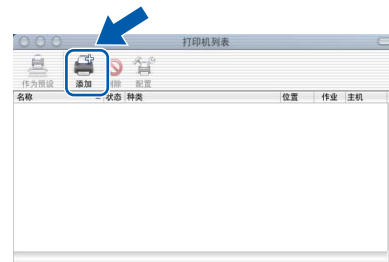 打印机列表
作为预设 添加 删除 配置
名称 状态 种类 位置 作业 主机